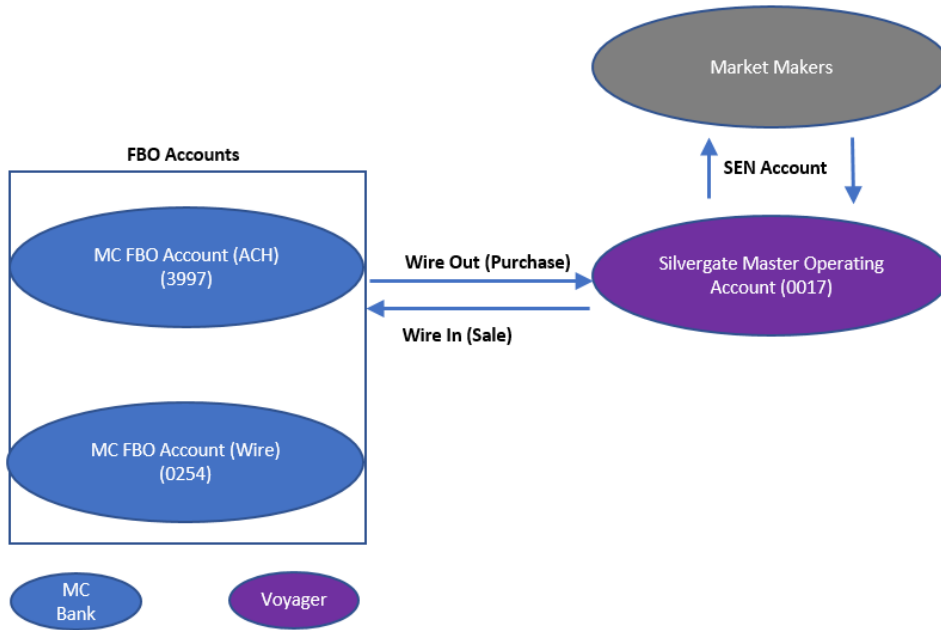 Market Makers
FBO Accounts
SEN Account
MC FBO Account (ACH)
(3997)
Wire Out (Purchase)
Silvergate Master Operating
Account (0017)
Wire In (Sale)
MC FBO Account (Wire)
(0254)
MC
Bank
Voyager